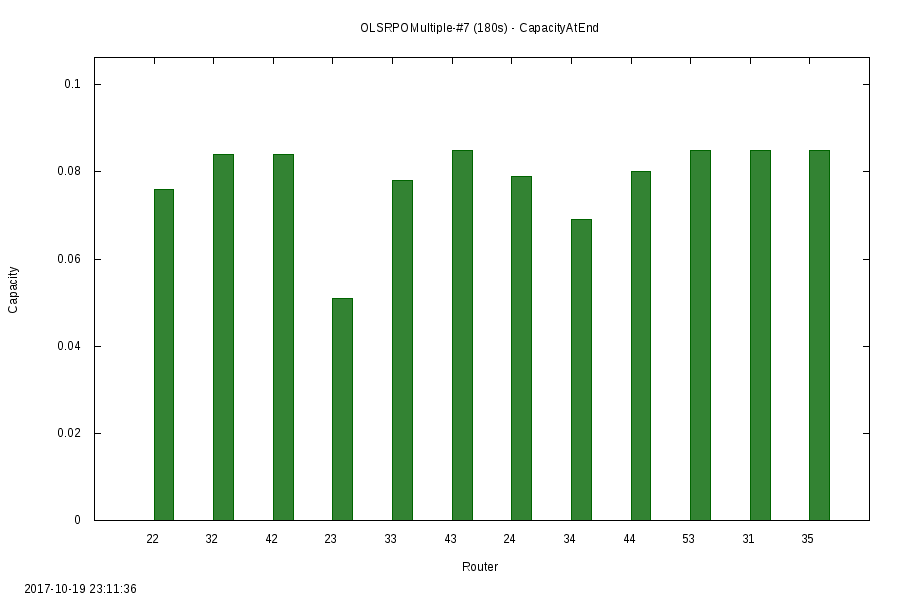 OLSRPOMultiple-#7 (180s) - CapacityAtEnd
0.1
0.08
0.06
0.04
0.02
0
Capacity
22 32 42 23 33 43 24 34 44 53 31 35
Router
2017-10-19 23:11:36